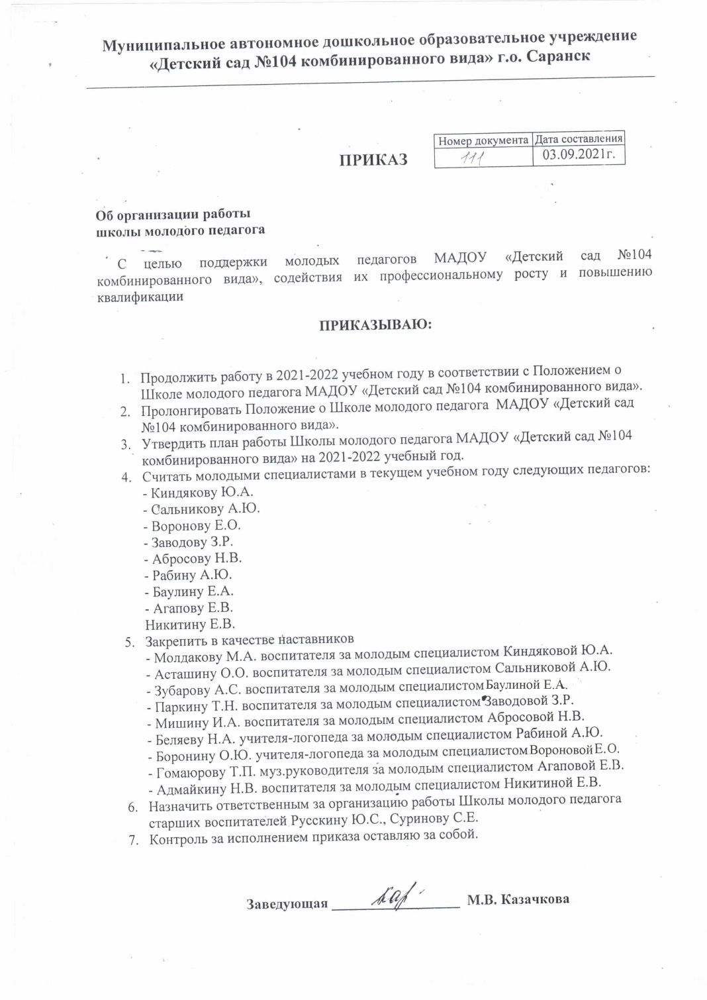 Муниципальное автономное дошкольное образовательное учреждение
«Детский сад №104 комбинированного вида» г.о. Саранск
Номер документа Дата составления
ПРИКАЗ 111 03.09.2021г.
Об организации работы
школы молодого педагога
С целью поддержки молодых педагогов МАДОУ «Детский сад №104
комбинированного вида», содействия их профессиональному росту и повышению
квалификации
ПРИКАЗЫВАЮ:
1. Продолжить работу в 2021-2022 учебном году в соответствии с Положением о
Школе молодого педагога МАДОУ «Детский сад №104 комбинированного вида».
2. Пролонгировать Положение о Школе молодого педагога МАДОУ «Детский сад
№104 комбинированного вида».
3. Утвердить план работы Школы молодого педагога МАДОУ «Детский сад №104
комбинированного вида» на 2021-2022 учебный год.
4. Считать молодыми специалистами в текущем учебном году следующих педагогов:
- Киндякову Ю.А.
- Сальникову А.Ю.
- Воронову Е.О.
- Заводову З.Р.
- Абросову Н.В.
- Рабину А.Ю.
- Баулину Е.А.
- Агапову Е.В.
Никитину Е.В.
5. Закрепить в качестве наставников
- Молдакову М.А. воспитателя за молодым специалистом Киндяковой Ю.А.
- Асташину О.О. воспитателя за молодым специалистом Сальниковой А.Ю.
- Зубарову А.С. воспитателя за молодым специалистом Баулиной Е.А.
- Паркину Т.Н. воспитателя за молодым специалистом Заводовой З.Р.
- Мишину И.А. воспитателя за молодым специалистом Абросовой Н.В.
- Беляеву Н.А. учителя-логопеда за молодым специалистом Рабиной А.Ю.
- Боронину О.Ю. учителя-логопеда за молодым специалистом Вороновой Е.О.
- Гомаюрову Т.П. муз.руководителя за молодым специалистом Агаповой Е.В.
- Адмайкину Н.В. воспитателя за молодым специалистом Никитиной Е.В.
6. Назначить ответственным за организацию работы Школы молодого педагога
старших воспитателей Русскину Ю.С., Суринову С.Е.
7. Контроль за исполнением приказа оставляю за собой.
Заведующая М.В. Казачкова